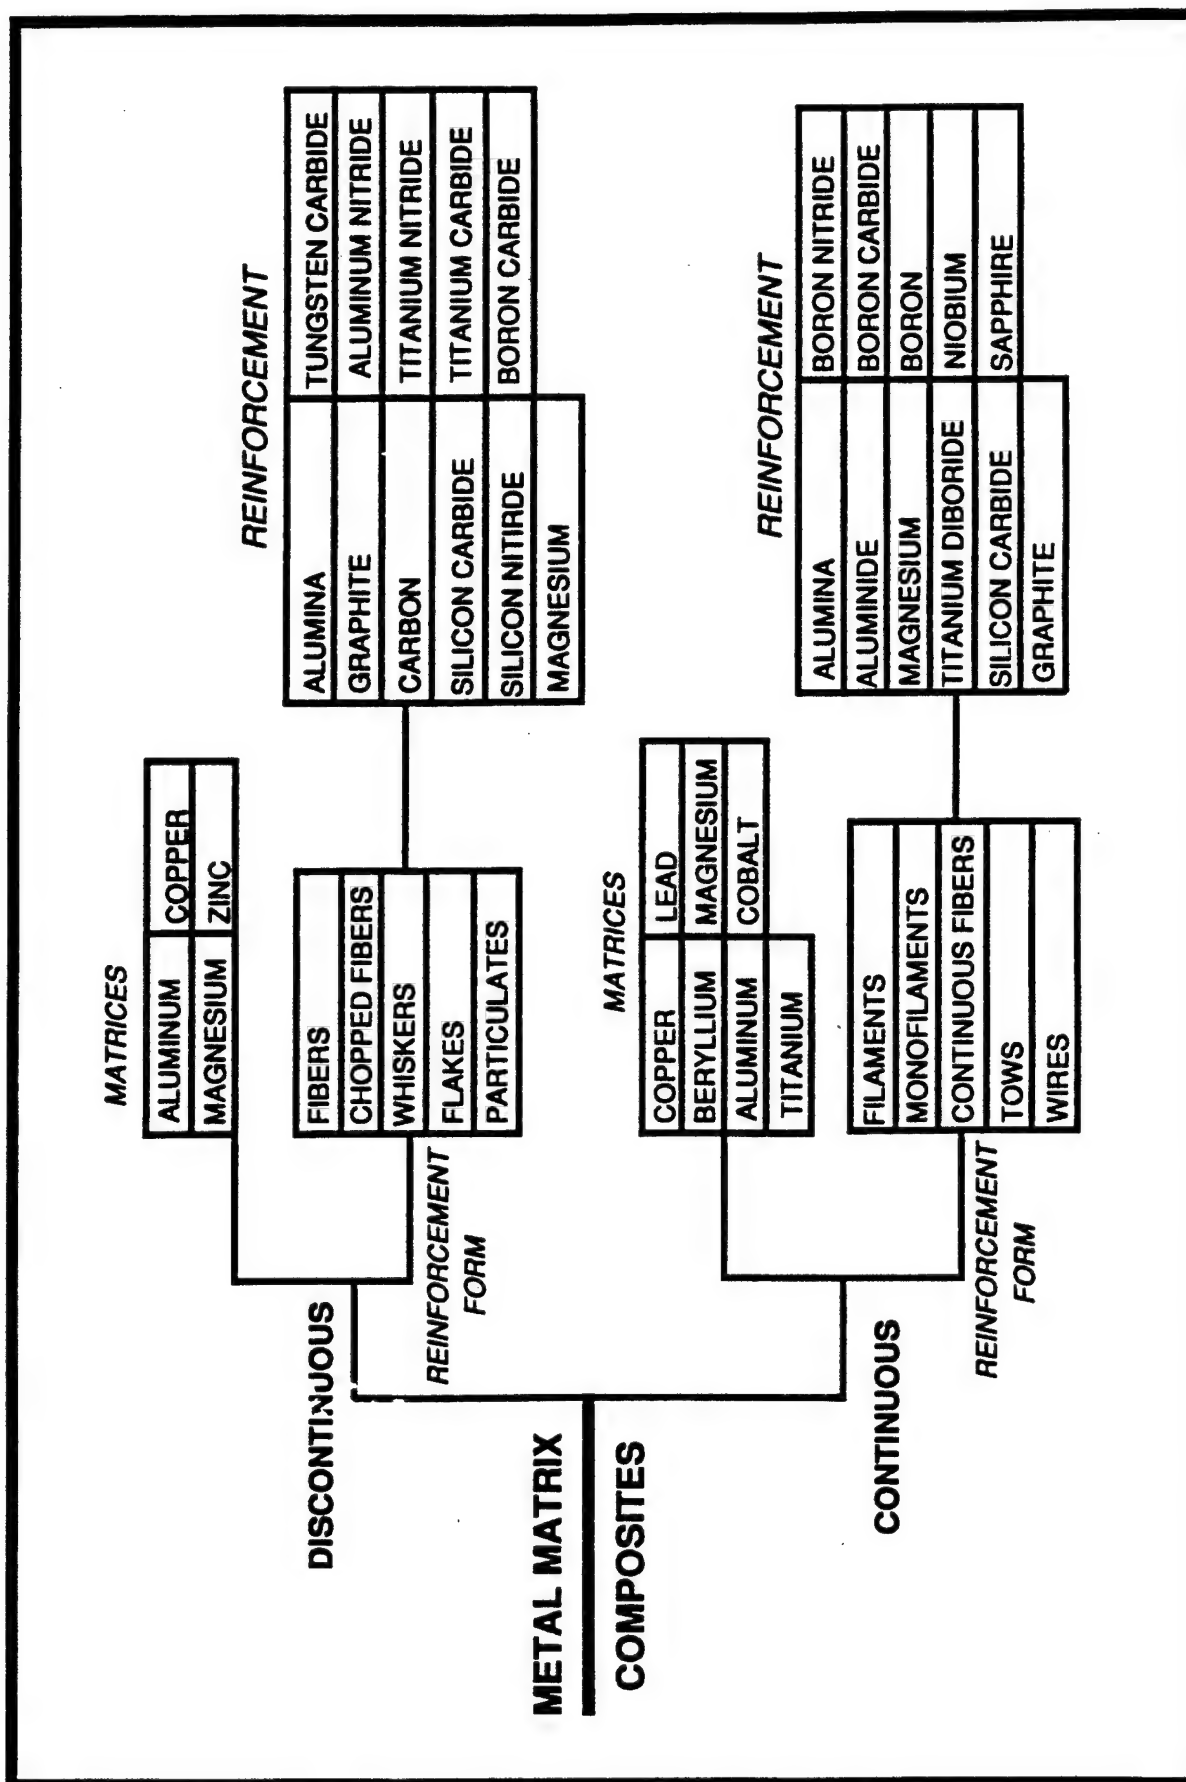 METAL MATRIX
COMPOSITES
DISCONTINUOUS
MATRICES
ALUMINUM COPPER
MAGNESIUM ZINC
REINFORCEMENT
FORM
FIBERS
CHOPPED FIBERS
WHISKERS
FLAKES
PARTICULATES
REINFORCEMENT
ALUMINA TUNGSTEN CARBIDE
GRAPHITE ALUMINUM NITRIDE
CARBON TITANIUM NITRIDE
SILICON CARBIDE TITANIUM CARBIDE
SILICON NITIRDE BORON CARBIDE
MAGNESIUM
CONTINUOUS
MATRICES
COPPER LEAD
BERYLLIUM MAGNESIUM
ALUMINUM COBALT
TITANIUM
REINFORCEMENT
FORM
FILAMENTS
MONOFILAMENTS
CONTINUOUS FIBERS
TOWS
WIRES
REINFORCEMENT
ALUMINA BORON NITRIDE
ALUMINIDE BORON CARBIDE
MAGNESIUM BORON
TITANIUM DIBORIDE NIOBIUM
SILICON CARBIDE SAPPHIRE
GRAPHITE